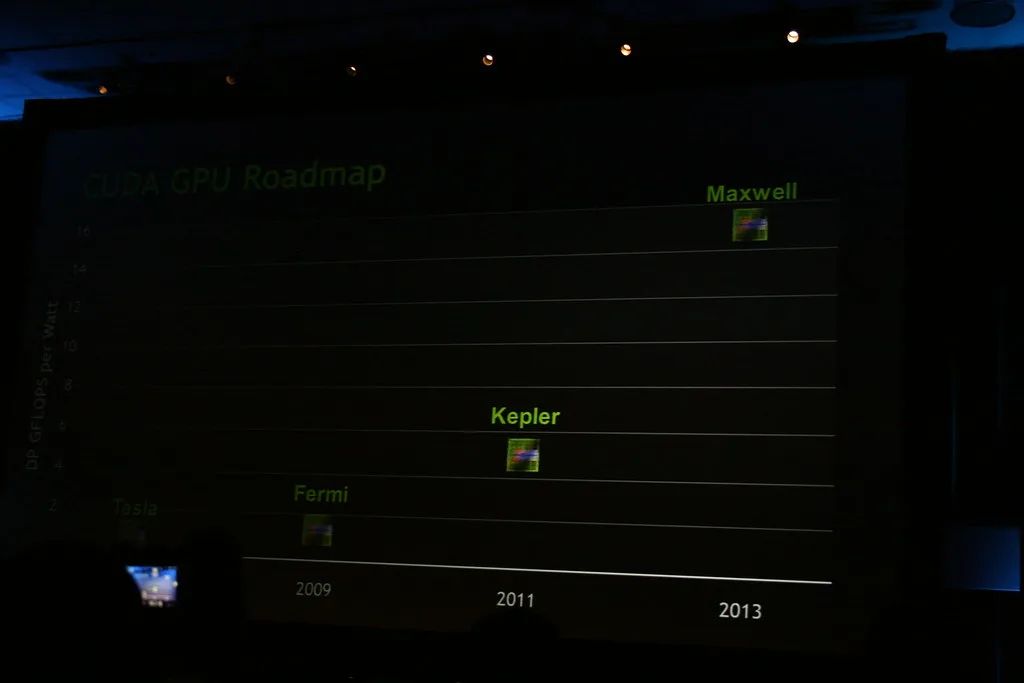 CUDA GPU Roadmap
Maxwell
16
14
12
10
8
6
4
2
DP GFLOPS per Watt
Kepler
Fermi
Tesla
2009
2011
2013